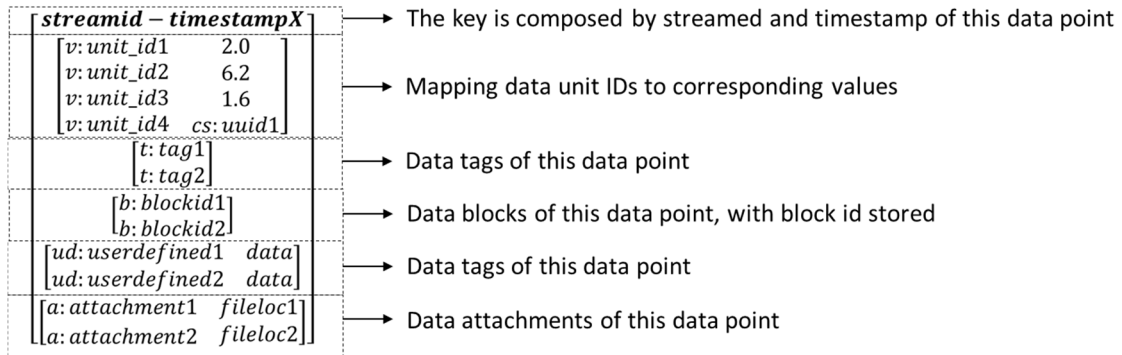 streamid − timestampX The key is composed by streamed and timestamp of this data point
v: unit_id1 2.0
v: unit_id2 6.2
v: unit_id3 1.6
v: unit_id4 cs: uuid1
Mapping data unit IDs to corresponding values
t: tag1
t: tag2
Data tags of this data point
b: blockid1
b: blockid2
Data blocks of this data point, with block id stored
ud: userdefined1 data
ud: userdefined2 data
Data tags of this data point
a: attachment1 fileloc1
a: attachment2 fileloc2
Data attachments of this data point